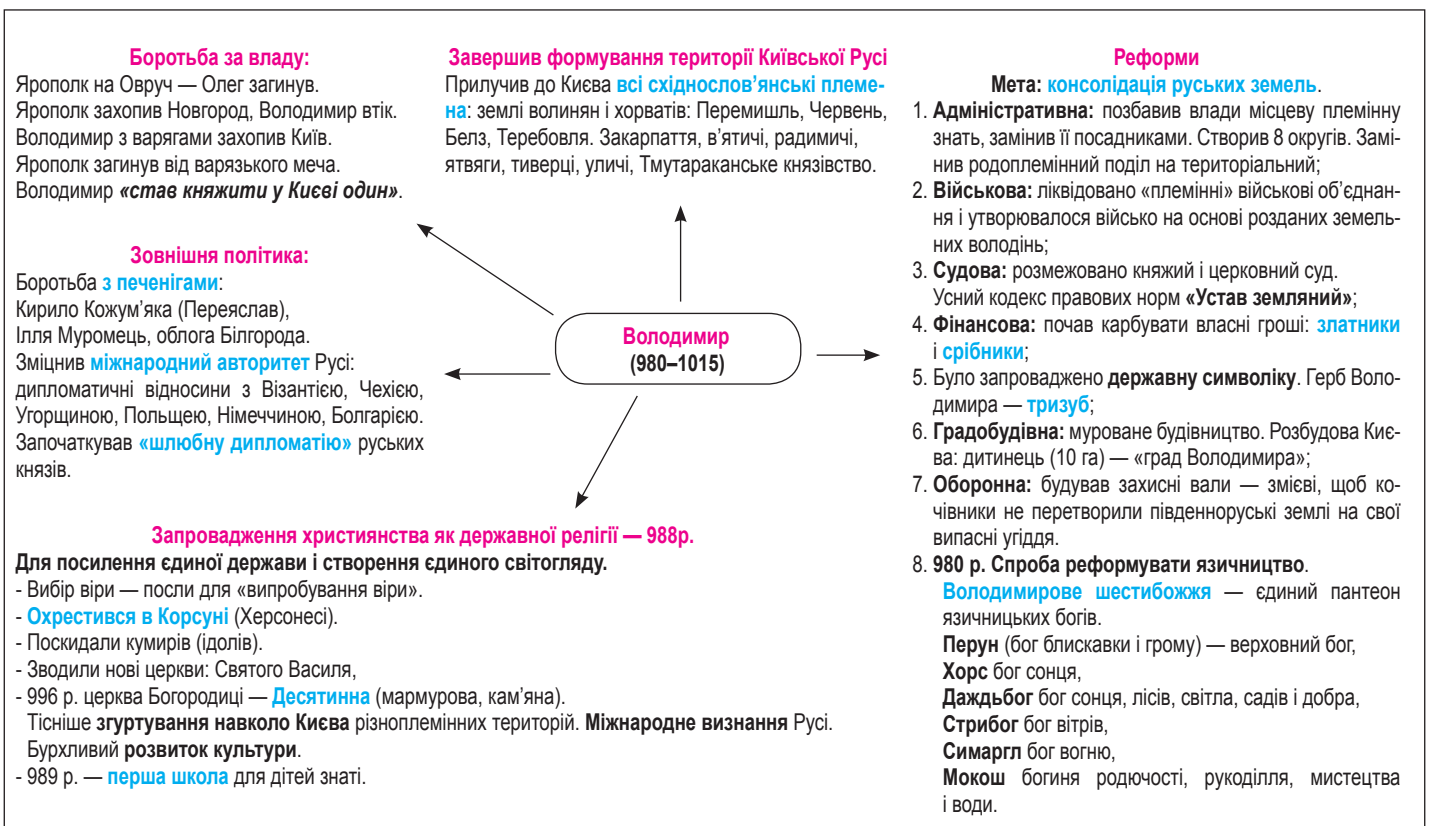 Боротьба за владу:
Ярополк на Овруч — Олег загинув.
Ярополк захопив Новгород, Володимир втік.
Володимир з варягами захопив Київ.
Ярополк загинув від варязького меча.
Володимир «став княжити у Києві один».
Завершив формування території Київської Русі
Прилучив до Києва всі східнослов’янські племе-
на: землі волинян і хорватів: Перемишль, Червень,
Белз, Теребовля. Закарпаття, в’ятичі, радимичі,
ятвяги, тиверці, уличі, Тмутараканське князівство.
Зовнішня політика:
Боротьба з печенігами:
Кирило Кожум’яка (Переяслав),
Ілля Муромець, облога Білгорода.
Зміцнив міжнародний авторитет Русі:
дипломатичні відносини з Візантією, Чехією,
Угорщиною, Польщею, Німеччиною, Болгарією.
Започаткував «шлюбну дипломатію» руських
князів.
Володимир
(980–1015)
Запровадження християнства як державної релігії — 988р.
Для посилення єдиної держави і створення єдиного світогляду.
- Вибір віри — посли для «випробування віри».
- Охрестився в Корсуні (Херсонесі).
- Поскидали кумирів (ідолів).
- Зводили нові церкви: Святого Василя,
- 996 р. церква Богородиці — Десятинна (мармурова, кам’яна).
Тісніше згуртування навколо Києва різноплемінних територій. Міжнародне визнання Русі.
Бурхливий розвиток культури.
- 989 р. — перша школа для дітей знаті.
Реформи
Мета: консолідація руських земель.
1. Адміністративна: позбавив влади місцеву племінну
знать, замінив її посадниками. Створив 8 округів. Замі-
нив родоплемінний поділ на територіальний;
2. Військова: ліквідовано «племінні» військові об’єднан-
ня і утворювалося військо на основі розданих земель-
них володінь;
3. Судова: розмежовано княжий і церковний суд.
Усний кодекс правових норм «Устав земляний»;
4. Фінансова: почав карбувати власні гроші: златники
і срібники;
5. Було запроваджено державну символіку. Герб Воло-
димира — тризуб;
6. Градобудівна: муроване будівництво. Розбудова Киє-
ва: дитинець (10 га) — «град Володимира»;
7. Оборонна: будував захисні вали — змієві, щоб ко-
чівники не перетворили південноруські землі на свої
випасні угіддя.
8. 980 р. Спроба реформувати язичництво.
Володимирове шестибожжя — єдиний пантеон
язичницьких богів.
Перун (бог блискавки і грому) — верховний бог,
Хорс бог сонця,
Даждьбог бог сонця, лісів, світла, садів і добра,
Стрибог бог вітрів,
Симаргл бог вогню,
Мокош богиня родючості, рукоділля, мистецтва
і води.